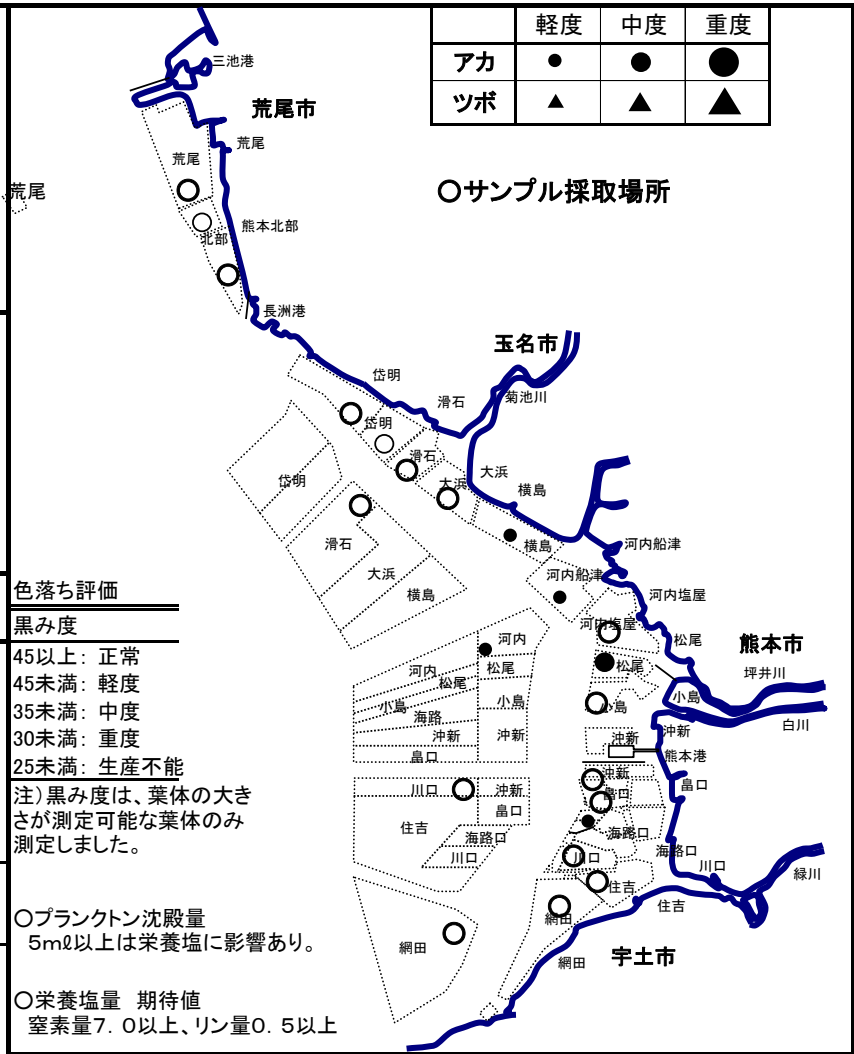 軽度 中度 重度
アカ
ツボ
三池港
荒尾市
荒尾
荒尾
荒尾
○サンプル採取場所
北部
熊本北部
長洲港
玉名市
岱明
滑石
菊池川
岱明
滑石
大浜
大浜
横島
岱明
滑石
大浜
横島
横島
河内船津
河内船津
河内塩屋
河内塩屋
松尾
熊本市
坪井川
松尾
小島
小島
白川
河内
松尾
小島
沖新
河内
松尾
小島
海路
沖新
畠口
沖新
沖新
熊本港
川口
沖新
畠口
住吉
海路口
川口
沖新
畠口
畠口
海路口
海路口
川口
川口
緑川
住吉
住吉
網田
網田
網田
宇土市
色落ち評価
黒み度
45以上: 正常
45未満: 軽度
35未満: 中度
30未満: 重度
25未満: 生産不能
注)黒み度は、葉体の大き
さが測定可能な葉体のみ
測定しました。
○プランクトン沈殿量
5mℓ以上は栄養塩に影響あり。
○栄養塩量 期待値
窒素量7.0以上、リン量0.5以上